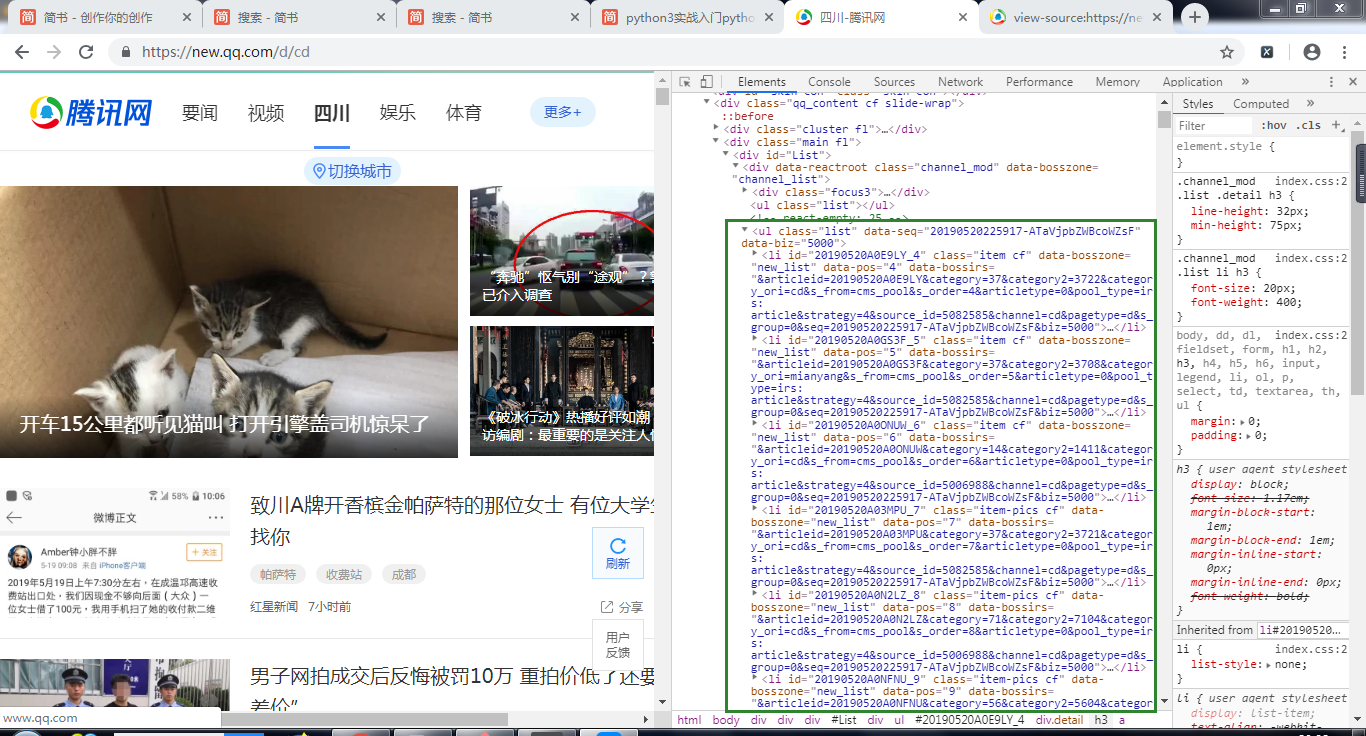 简书 - 创作你的创作
搜索 - 简书
搜索 - 简书
python3实战入门pytho
四川-腾讯网
view-source:https://ne
https://new.qq.com/d/cd
腾讯网
要闻
视频
四川
娱乐
体育
更多+
切换城市
开车15公里都听见猫叫 打开引擎盖司机惊呆了
“奔驰”怄气别“途观”？
已介入调查
《破冰行动》热播好评如潮
访编剧：最重要的是关注人
58% 10:06
微博正文
Amber钟小胖不胖
5-19 09:08 来自 iPhone客户端
+ 关注
2019年5月19日上午7:30分左右，在成温邛高速收
费站出口处，我们因现金不够向后面（大众）一
位女士借了100元，我用手机扫了她的收付款二维
致川A牌开香槟金帕萨特的那位女士 有位大学生
找你
帕萨特
收费站
成都
红星新闻 7小时前
刷新
分享
用户
反馈
男子网拍成交后反悔被罚10万 重拍价低了还要
差价”
www.qq.com
Elements
Console
Sources
Network
Performance
Memory
Application
»
<div class="qq_content cf slide-wrap">
::before
<div class="cluster fl">…</div>
<div class="main fl">
<div id="List">
<div data-reactroot class="channel_mod" data-bosszone=
"channel_list">
<div class="focus3">…</div>
<ul class="list"></ul>
<!-- react-empty: 25 -->
<ul class="list" data-seq="20190520225917-ATaVjpbZWBcoWZsF"
data-biz="5000">
<li id="20190520A0E9LY_4" class="item cf" data-bosszone=
"new_list" data-pos="4" data-bossirs=
"&articleid=20190520A0E9LY&category=37&category2=3722&categor
y_ori=cd&s_from=cms_pool&s_order=4&articletype=0&pool_type=irs:
article&strategy=4&source_id=5082585&channel=cd&pagetype=d&s_
group=0&seq=20190520225917-ATaVjpbZWBcoWZsF&biz=5000">…</li>
<li id="20190520A0GS3F_5" class="item cf" data-bosszone=
"new_list" data-pos="5" data-bossirs=
"&articleid=20190520A0GS3F&category=37&category2=3708&categor
y_ori=mianyang&s_from=cms_pool&s_order=5&articletype=0&pool_t
ype=irs:
article&strategy=4&source_id=5082585&channel=cd&pagetype=d&s_
group=0&seq=20190520225917-ATaVjpbZWBcoWZsF&biz=5000">…</li>
<li id="20190520A0ONUW_6" class="item cf" data-bosszone=
"new_list" data-pos="6" data-bossirs=
"&articleid=20190520A0ONUW&category=14&category2=1411&categor
y_ori=cd&s_from=cms_pool&s_order=6&articletype=0&pool_type=irs:
article&strategy=4&source_id=5006988&channel=cd&pagetype=d&s_
group=0&seq=20190520225917-ATaVjpbZWBcoWZsF&biz=5000">…</li>
<li id="20190520A03MPU_7" class="item-pics cf" data-
bosszone="new_list" data-pos="7" data-bossirs=
"&articleid=20190520A03MPU&category=37&category2=3721&categor
y_ori=cd&s_from=cms_pool&s_order=7&articletype=0&pool_type=irs:
article&strategy=4&source_id=5082585&channel=cd&pagetype=d&s_
group=0&seq=20190520225917-ATaVjpbZWBcoWZsF&biz=5000">…</li>
<li id="20190520A0N2LZ_8" class="item-pics cf" data-
bosszone="new_list" data-pos="8" data-bossirs=
"&articleid=20190520A0N2LZ&category=71&category2=7104&categor
y_ori=cd&s_from=cms_pool&s_order=8&articletype=0&pool_type=irs:
article&strategy=4&source_id=5006988&channel=cd&pagetype=d&s_
group=0&seq=20190520225917-ATaVjpbZWBcoWZsF&biz=5000">…</li>
<li id="20190520A0NFNU_9" class="item-pics cf" data-
bosszone="new_list" data-pos="9" data-bossirs=
"&articleid=20190520A0NFNU&category=56&category2=5604&categor
html body div div div #List div ul #20190520A0E9LY_4 div.detail h3 a
Styles
Computed
»
Filter
:hov .cls +
element.style {
}
.channel_mod index.css:2
.list .detail h3 {
line-height: 32px;
min-height: 75px;
}
.channel_mod index.css:2
.list li h3 {
font-size: 20px;
font-weight: 400;
}
body, dd, dl, index.css:2
fieldset, form, h1, h2,
h3, h4, h5, h6, input,
legend, li, ol, p,
select, td, textarea, th,
ul {
margin: 0;
padding: 0;
}
h3 { user agent stylesheet
display: block;
font-size: 1.17em;
margin-block-start:
1em;
margin-block-end: 1em;
margin-inline-start:
0px;
margin-inline-end: 0px;
font-weight: bold;
}
Inherited from li#20190520…
li { index.css:2
list-style: none;
}
li { user agent stylesheet
display: list-item;